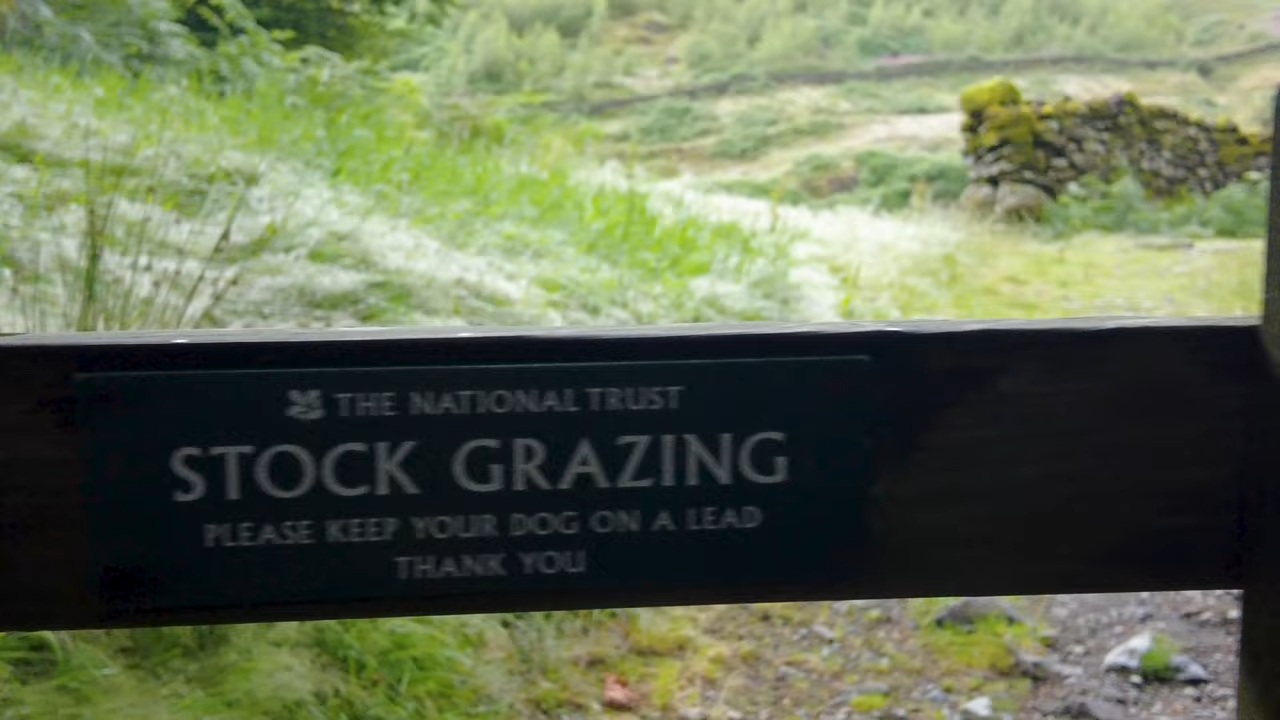 THE NATIONAL TRUST
STOCK GRAZING
PLEASE KEEP YOUR DOG ON A LEAD
THANK YOU